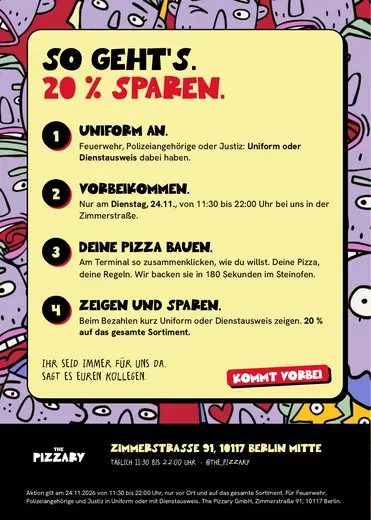 SO GEHT'S.
20 % SPAREN.
1 UNIFORM AN.
Feuerwehr, Polizeiangehörige oder Justiz: Uniform oder
Dienstausweis dabei haben.
2 VORBEIKOMMEN.
Nur am Dienstag, 24.11., von 11:30 bis 22:00 Uhr bei uns in der
Zimmerstraße.
3 DEINE PIZZA BAUEN.
Am Terminal so zusammenklicken, wie du willst. Deine Pizza,
deine Regeln. Wir backen sie in 180 Sekunden im Steinofen.
4 ZEIGEN UND SPAREN.
Beim Bezahlen kurz Uniform oder Dienstausweis zeigen. 20 %
auf das gesamte Sortiment.
IHR SEID IMMER FÜR UNS DA.
SAGT ES EUREN KOLLEGEN.
KOMMT VORBEI
THE
PIZZARY
ZIMMERSTRASSE 91, 10117 BERLIN MITTE
TÄGLICH 11:30 BIS 22:00 UHR · @THE_PIZZARY
Aktion gilt am 24.11.2026 von 11:30 bis 22:00 Uhr, nur vor Ort und auf das gesamte Sortiment. Für Feuerwehr,
Polizeiangehörige und Justiz in Uniform oder mit Dienstausweis. The Pizzary GmbH, Zimmerstraße 91, 10117 Berlin.